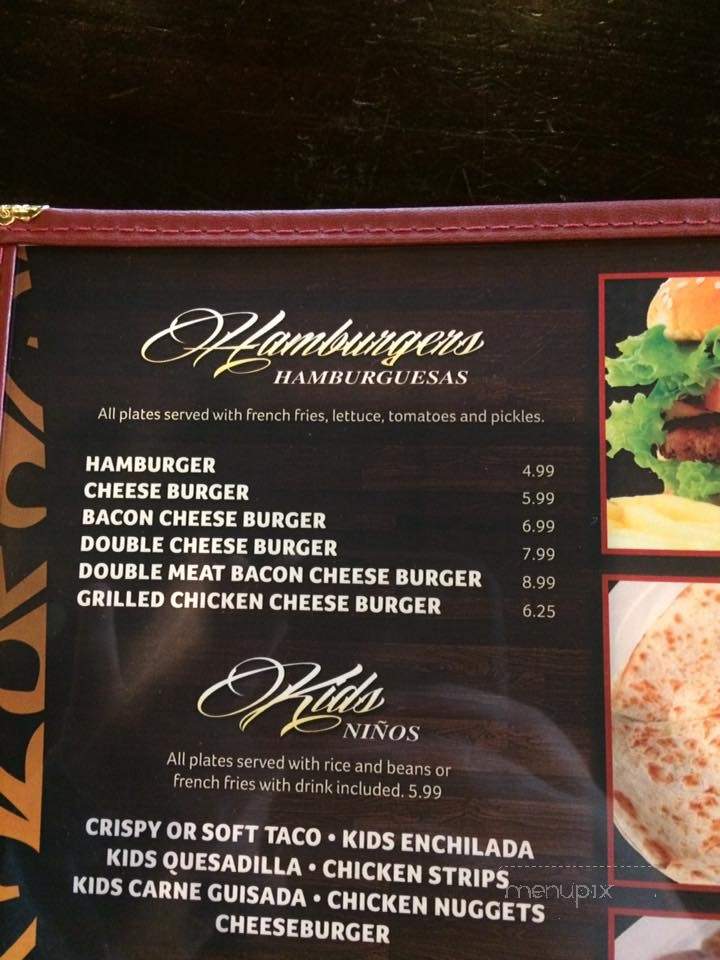 Hamburgers
HAMBURGUESAS
All plates served with french fries, lettuce, tomatoes and pickles.
HAMBURGER 4.99
CHEESE BURGER 5.99
BACON CHEESE BURGER 6.99
DOUBLE CHEESE BURGER 7.99
DOUBLE MEAT BACON CHEESE BURGER 8.99
GRILLED CHICKEN CHEESE BURGER 6.25
Kids
NIÑOS
All plates served with rice and beans or
french fries with drink included. 5.99
CRISPY OR SOFT TACO • KIDS ENCHILADA
KIDS QUESADILLA • CHICKEN STRIPS
KIDS CARNE GUISADA • CHICKEN NUGGETS
CHEESEBURGER
menupix